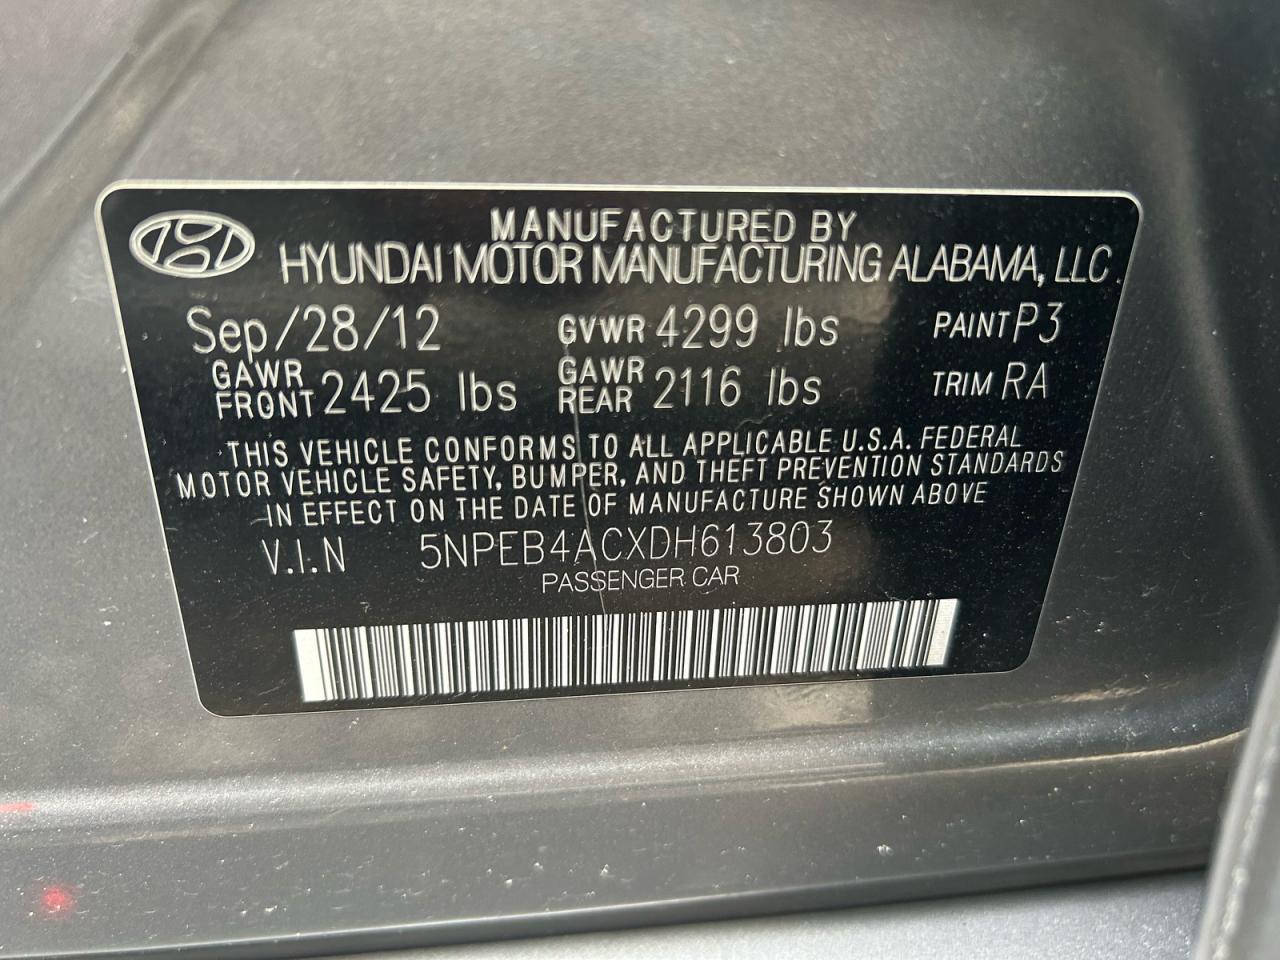 MANUFACTURED BY
HYUNDAI MOTOR MANUFACTURING ALABAMA, LLC
Sep/28/12 GVWR 4299 lbs PAINT P3
GAWR FRONT 2425 lbs GAWR REAR 2116 lbs TRIM RA
THIS VEHICLE CONFORMS TO ALL APPLICABLE U.S.A. FEDERAL
MOTOR VEHICLE SAFETY, BUMPER, AND THEFT PREVENTION STANDARDS
IN EFFECT ON THE DATE OF MANUFACTURE SHOWN ABOVE
V.I.N 5NPEB4ACXDH613803
PASSENGER CAR